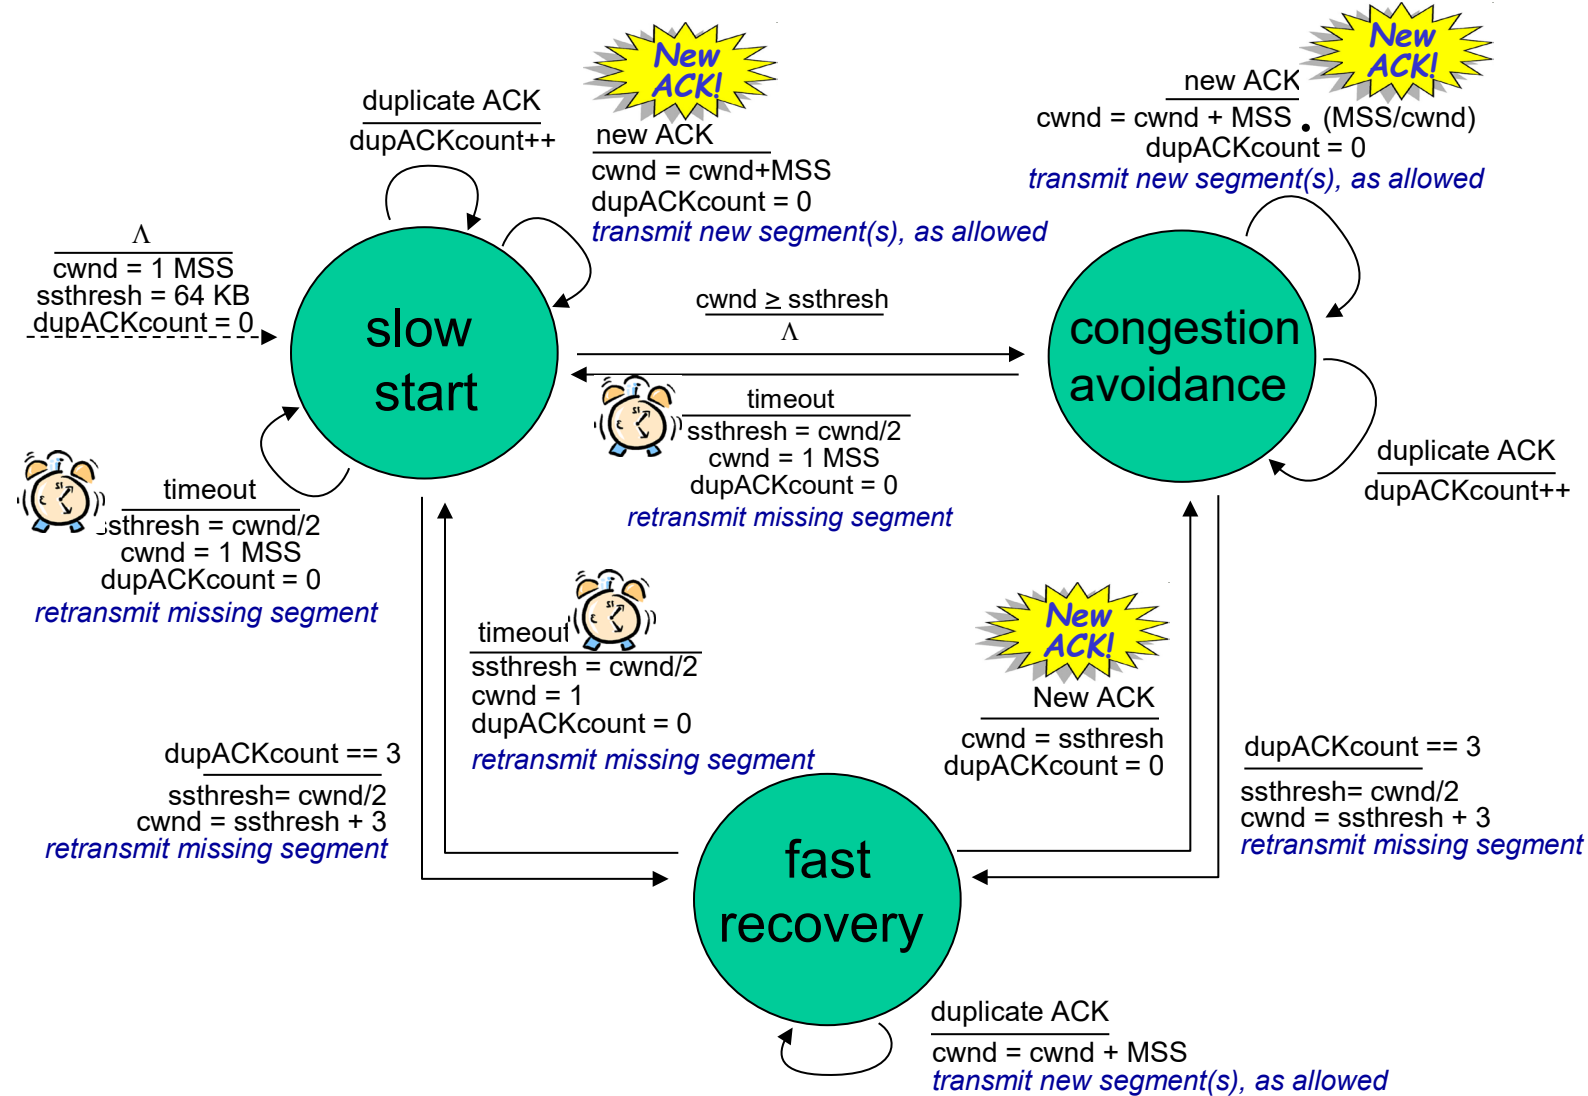 New
ACK!
duplicate ACK
dupACKcount++
new ACK
cwnd = cwnd+MSS
dupACKcount = 0
transmit new segment(s), as allowed
New
ACK!
new ACK
cwnd = cwnd + MSS • (MSS/cwnd)
dupACKcount = 0
transmit new segment(s), as allowed
Λ
cwnd = 1 MSS
ssthresh = 64 KB
dupACKcount = 0
slow
start
cwnd ≥ ssthresh
Λ
congestion
avoidance
timeout
ssthresh = cwnd/2
cwnd = 1 MSS
dupACKcount = 0
retransmit missing segment
duplicate ACK
dupACKcount++
timeout
ssthresh = cwnd/2
cwnd = 1 MSS
dupACKcount = 0
retransmit missing segment
timeout
ssthresh = cwnd/2
cwnd = 1
dupACKcount = 0
retransmit missing segment
New
ACK!
New ACK
cwnd = ssthresh
dupACKcount = 0
dupACKcount == 3
ssthresh= cwnd/2
cwnd = ssthresh + 3
retransmit missing segment
dupACKcount == 3
ssthresh= cwnd/2
cwnd = ssthresh + 3
retransmit missing segment
fast
recovery
duplicate ACK
cwnd = cwnd + MSS
transmit new segment(s), as allowed